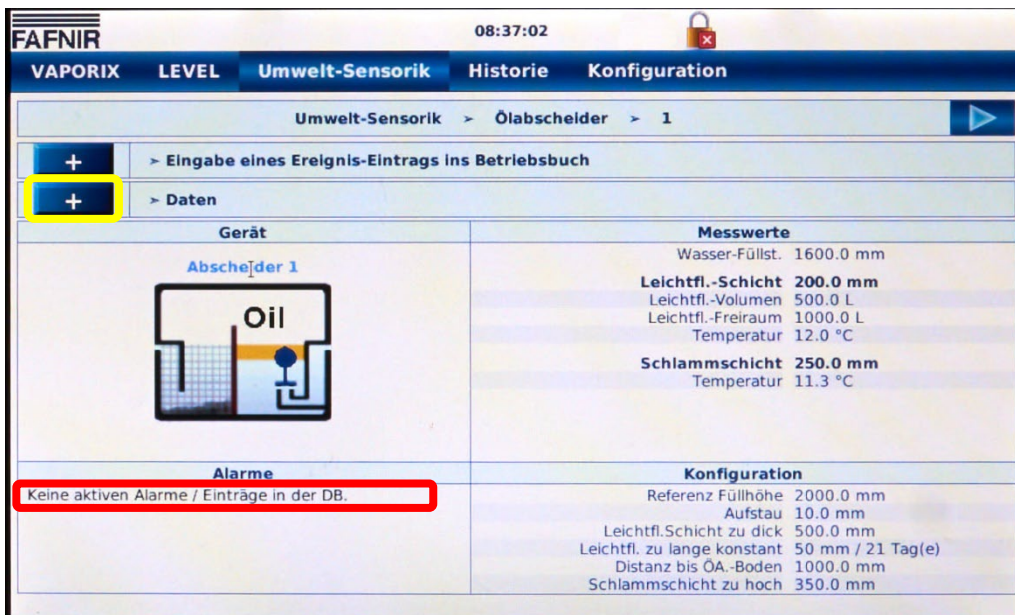 FAFNIR
08:37:02
VAPORIX LEVEL Umwelt-Sensorik Historie Konfiguration
Umwelt-Sensorik ➢ Ölabscheider ➢ 1
+ ➢ Eingabe eines Ereignis-Eintrags ins Betriebsbuch
+ ➢ Daten
Gerät
Abscheider 1
Oil
Messwerte
Wasser-Füllst. 1600.0 mm
Leichtfl.-Schicht 200.0 mm
Leichtfl.-Volumen 500.0 L
Leichtfl.-Freiraum 1000.0 L
Temperatur 12.0 °C
Schlammschicht 250.0 mm
Temperatur 11.3 °C
Alarme
Keine aktiven Alarme / Einträge in der DB.
Konfiguration
Referenz Füllhöhe 2000.0 mm
Aufstau 10.0 mm
Leichtfl.Schicht zu dick 500.0 mm
Leichtfl. zu lange konstant 50 mm / 21 Tag(e)
Distanz bis ÖA.-Boden 1000.0 mm
Schlammschicht zu hoch 350.0 mm